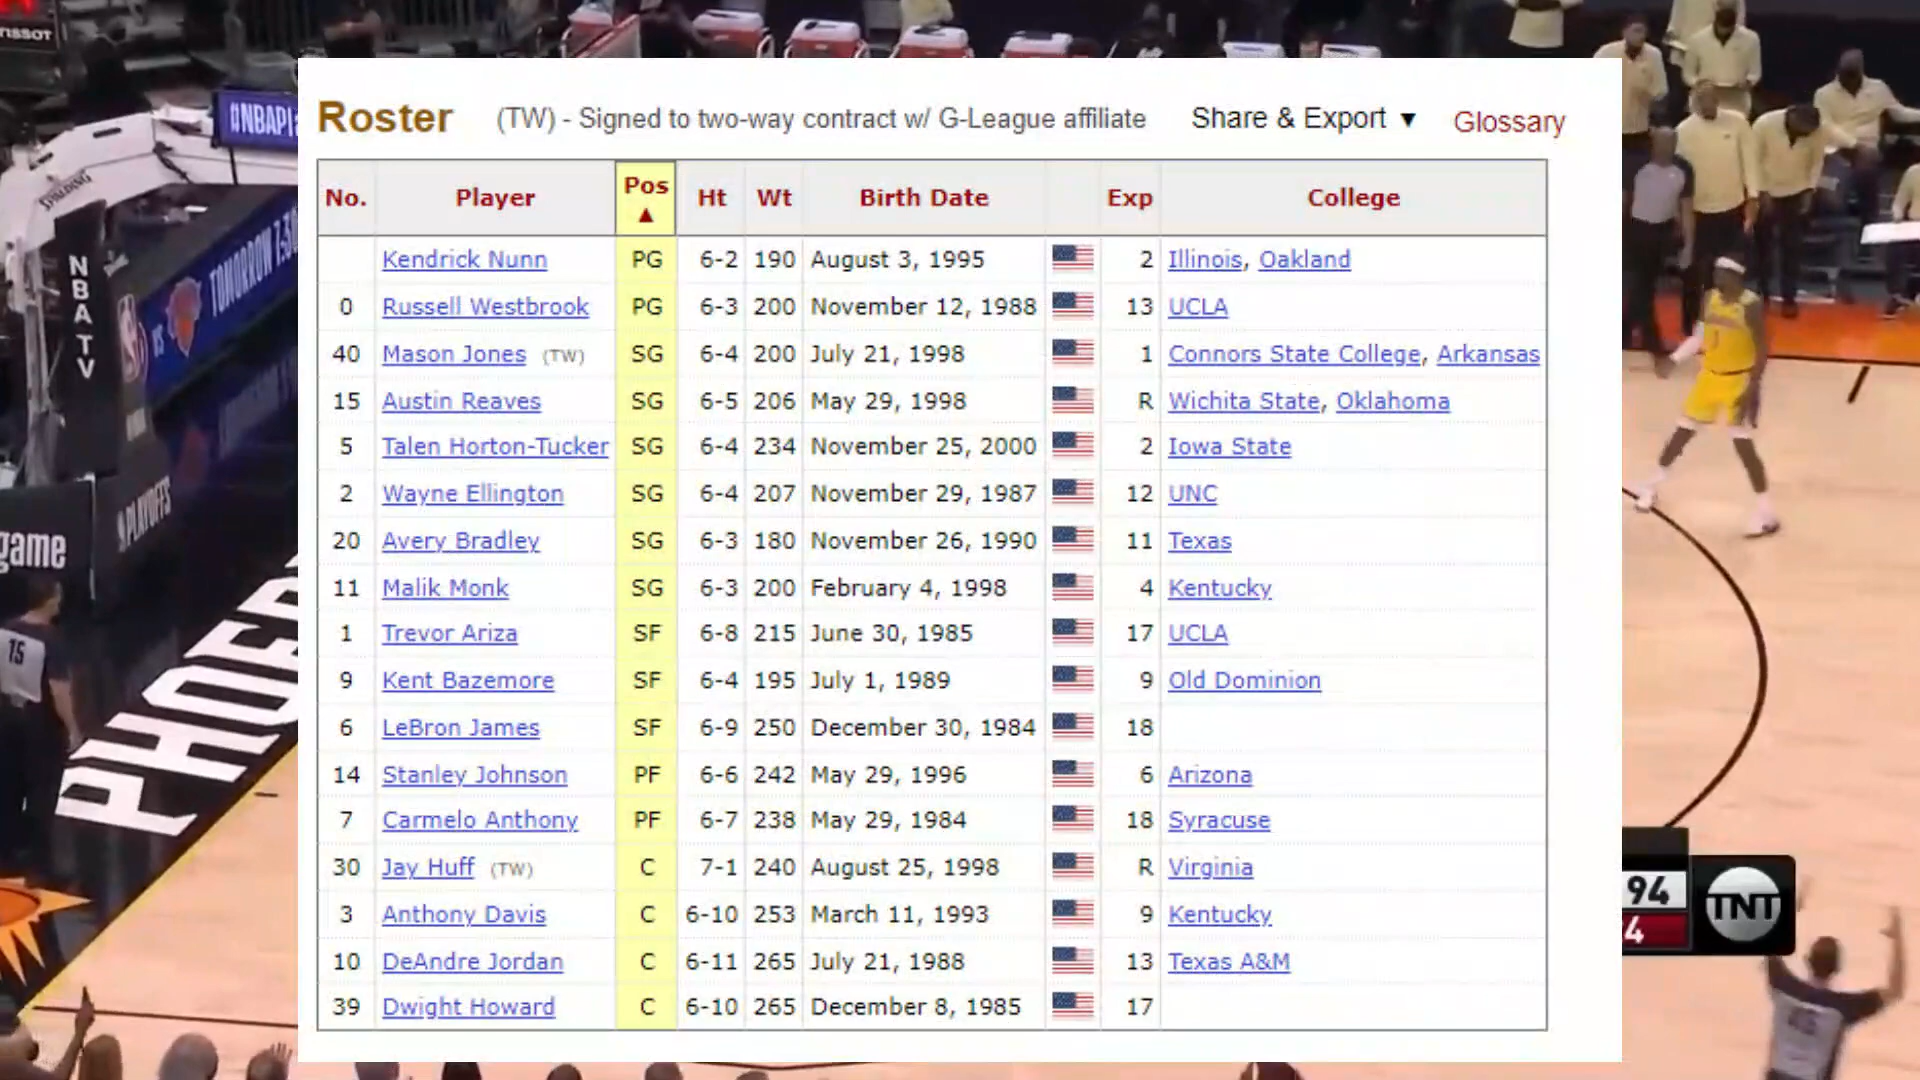 TISSOT
#NBAPl
SPALDING
NBA TV
TOMORROW 7:30
VS
game
PLAYOFFS
15
PHOE
Roster (TW) - Signed to two-way contract w/ G-League affiliate Share & Export ▼ Glossary
No. Player Pos ▲ Ht Wt Birth Date Exp College
Kendrick Nunn PG 6-2 190 August 3, 1995 2 Illinois, Oakland
0 Russell Westbrook PG 6-3 200 November 12, 1988 13 UCLA
40 Mason Jones (TW) SG 6-4 200 July 21, 1998 1 Connors State College, Arkansas
15 Austin Reaves SG 6-5 206 May 29, 1998 R Wichita State, Oklahoma
5 Talen Horton-Tucker SG 6-4 234 November 25, 2000 2 Iowa State
2 Wayne Ellington SG 6-4 207 November 29, 1987 12 UNC
20 Avery Bradley SG 6-3 180 November 26, 1990 11 Texas
11 Malik Monk SG 6-3 200 February 4, 1998 4 Kentucky
1 Trevor Ariza SF 6-8 215 June 30, 1985 17 UCLA
9 Kent Bazemore SF 6-4 195 July 1, 1989 9 Old Dominion
6 LeBron James SF 6-9 250 December 30, 1984 18
14 Stanley Johnson PF 6-6 242 May 29, 1996 6 Arizona
7 Carmelo Anthony PF 6-7 238 May 29, 1984 18 Syracuse
30 Jay Huff (TW) C 7-1 240 August 25, 1998 R Virginia
3 Anthony Davis C 6-10 253 March 11, 1993 9 Kentucky
10 DeAndre Jordan C 6-11 265 July 21, 1988 13 Texas A&M
39 Dwight Howard C 6-10 265 December 8, 1985 17
94
4
TNT